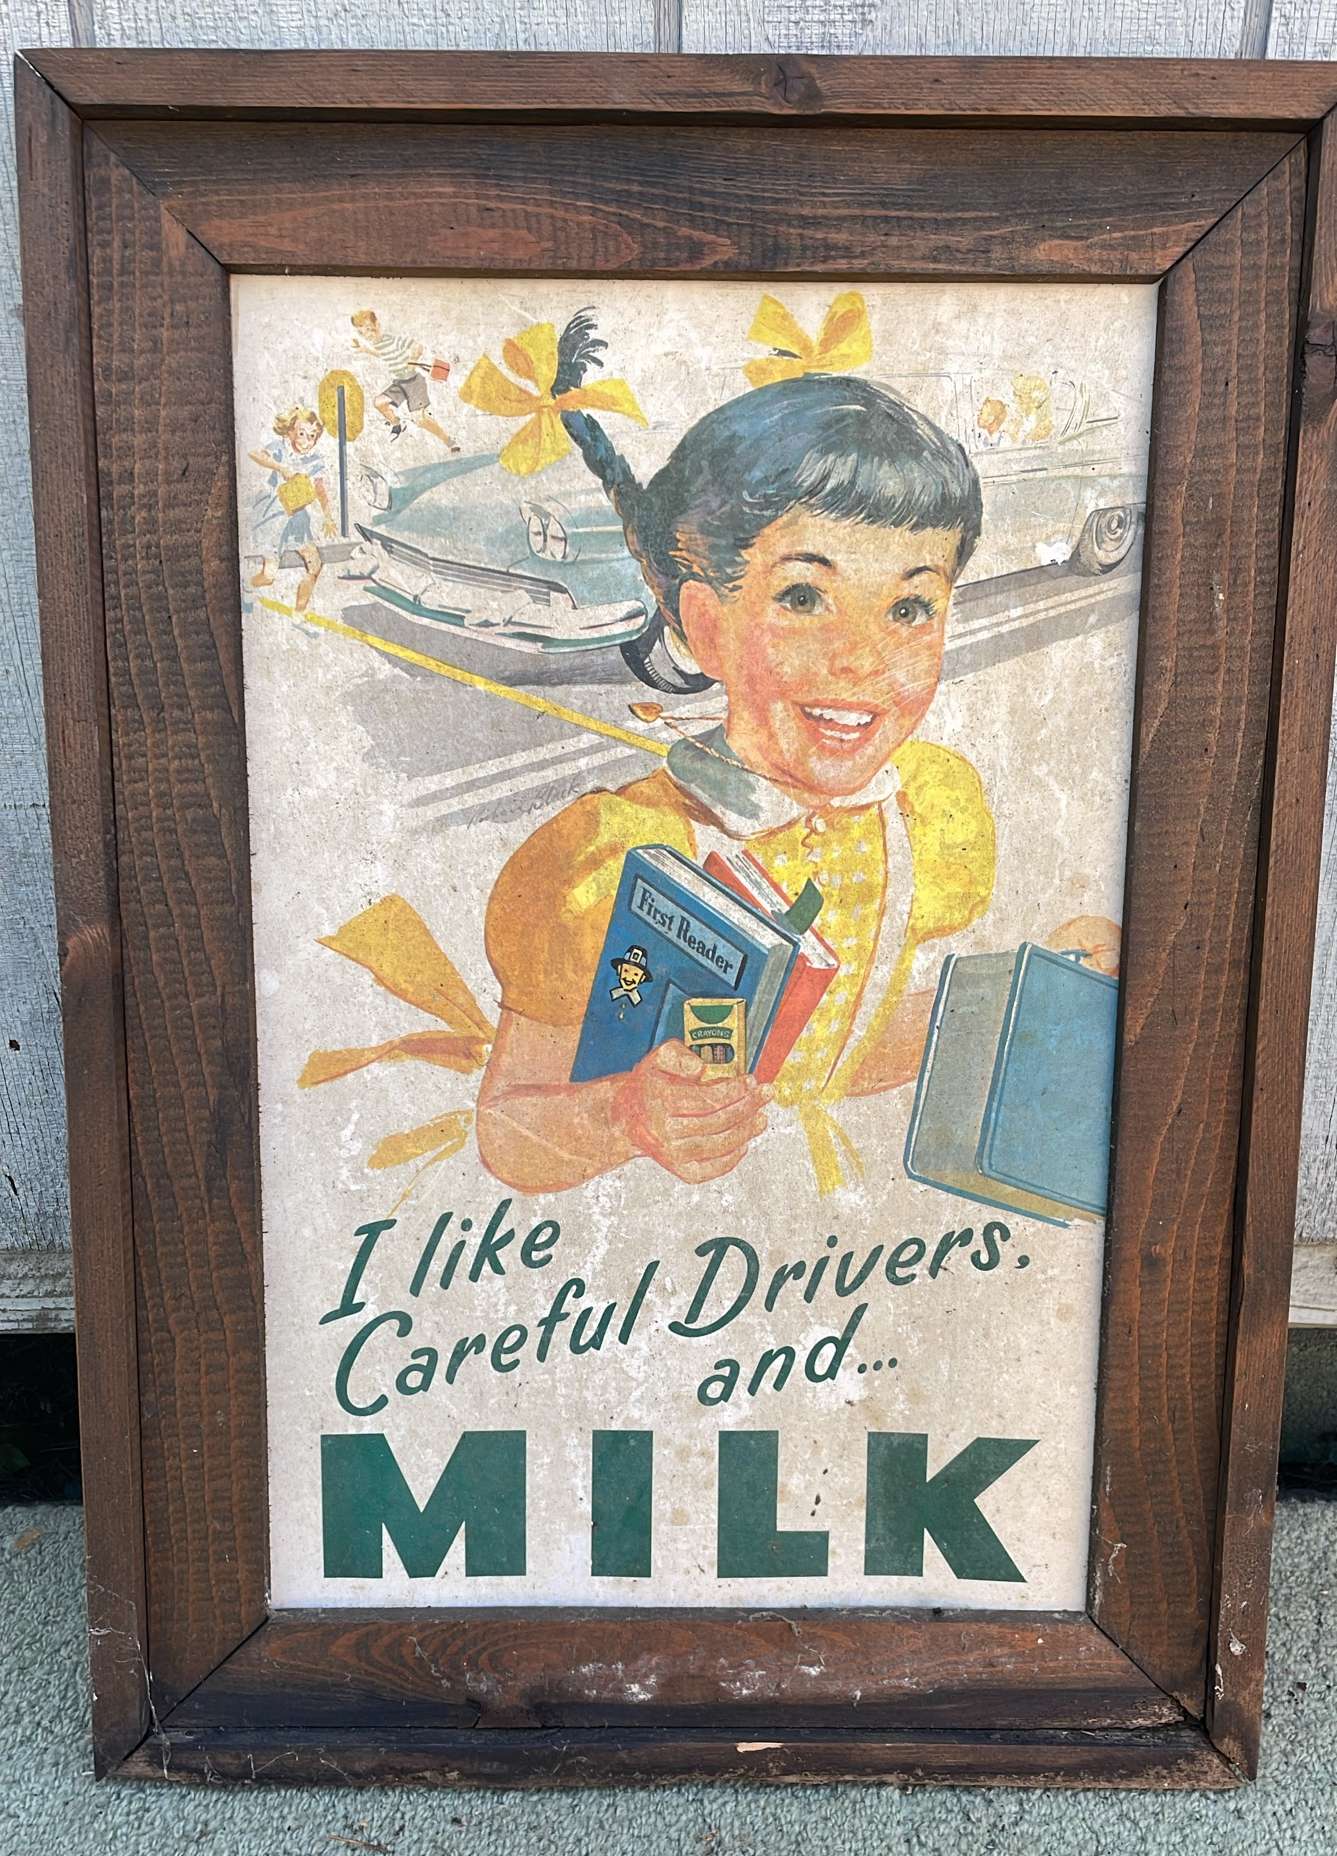 First Reader
CRAYONS
I like
Careful Drivers,
and...
MILK